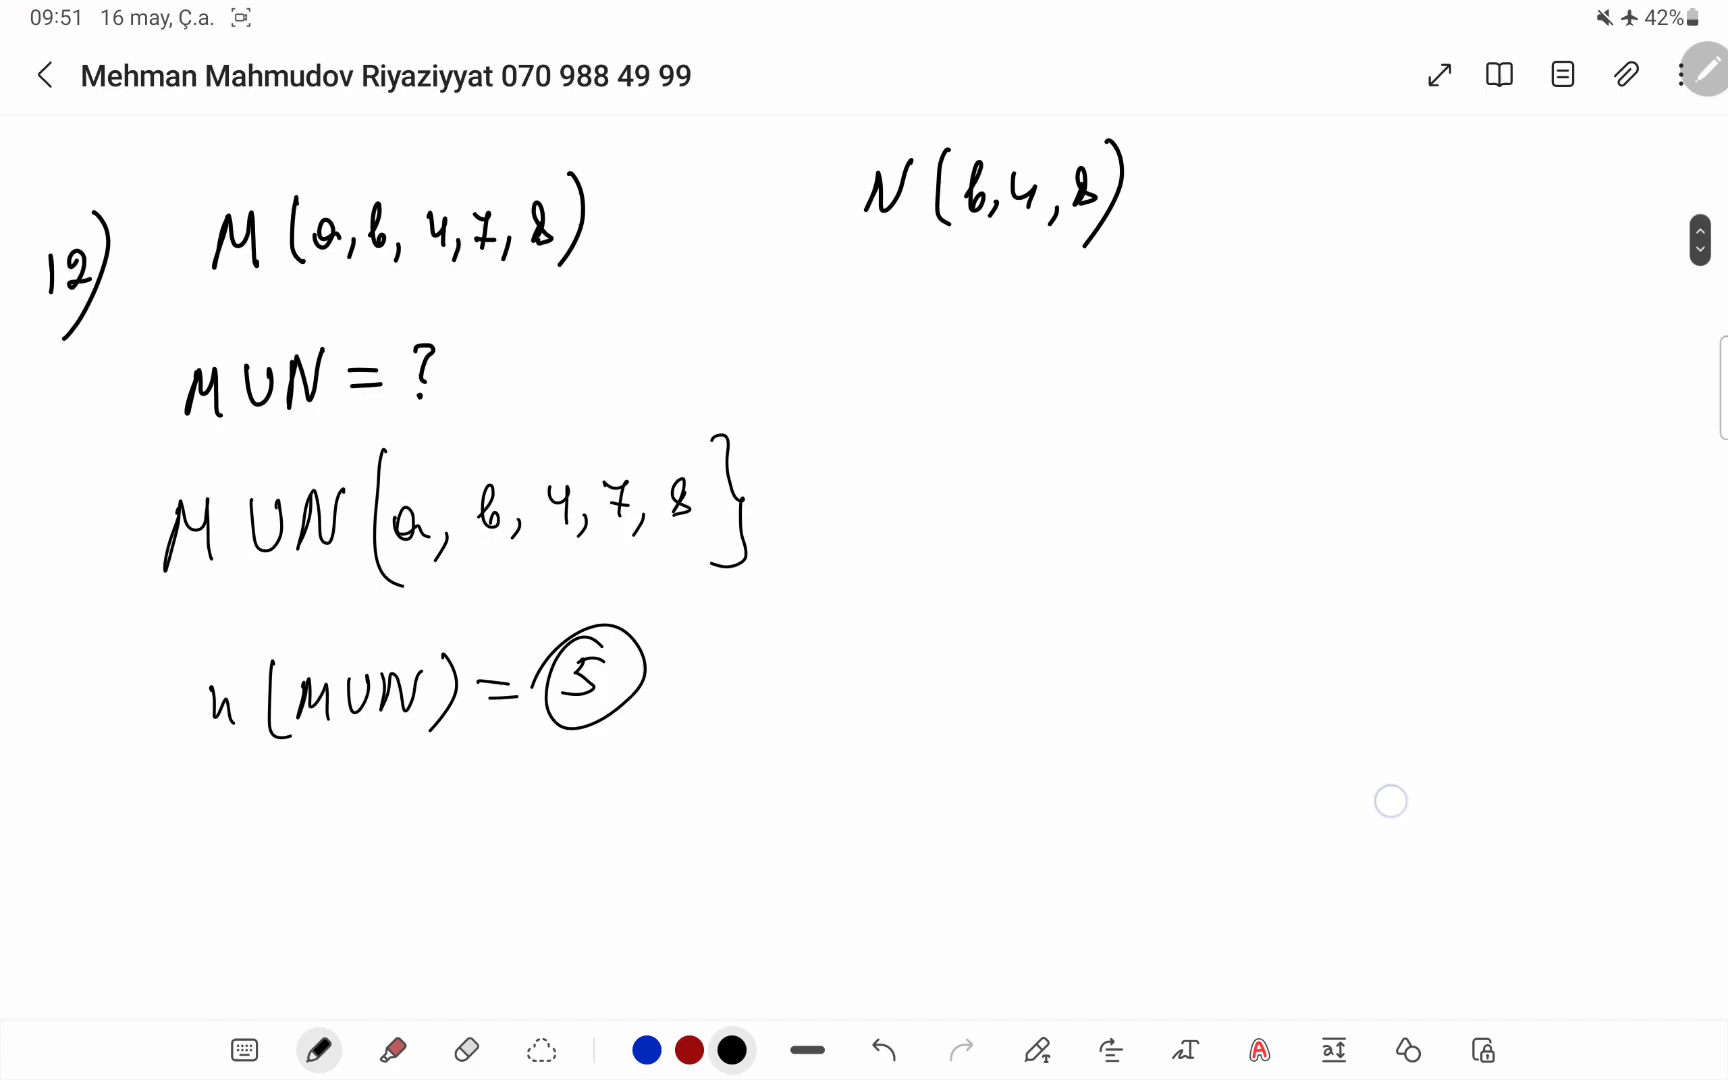 09:51 16 may, Ç.a. 42%
Mehman Mahmudov Riyaziyyat 070 988 49 99
12) M(a, b, 4, 7, 8) N(b, 4, 8)
M∪N = ?
M∪N{a, b, 4, 7, 8}
n(M∪N) = 5